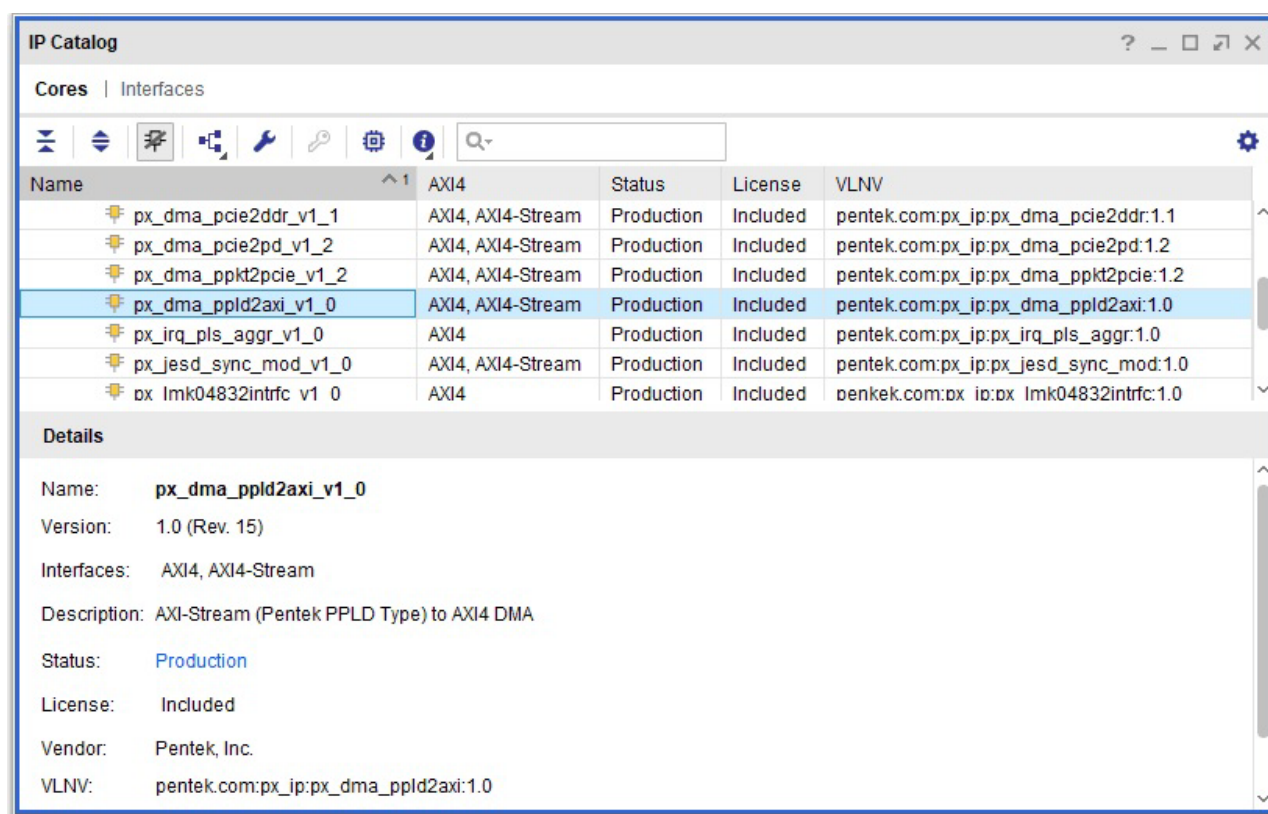 IP Catalog ? _ X
Cores | Interfaces
Name 1 AXI4 Status License VLNV
px_dma_pcie2ddr_v1_1 AXI4, AXI4-Stream Production Included pentek.com:px_ip:px_dma_pcie2ddr:1.1
px_dma_pcie2pd_v1_2 AXI4, AXI4-Stream Production Included pentek.com:px_ip:px_dma_pcie2pd:1.2
px_dma_ppkt2pcie_v1_2 AXI4, AXI4-Stream Production Included pentek.com:px_ip:px_dma_ppkt2pcie:1.2
px_dma_ppld2axi_v1_0 AXI4, AXI4-Stream Production Included pentek.com:px_ip:px_dma_ppld2axi:1.0
px_irq_pls_aggr_v1_0 AXI4 Production Included pentek.com:px_ip:px_irq_pls_aggr:1.0
px_jesd_sync_mod_v1_0 AXI4, AXI4-Stream Production Included pentek.com:px_ip:px_jesd_sync_mod:1.0
px_lmk04832intrfc_v1_0 AXI4 Production Included penkek.com:px_ip:px_lmk04832intrfc:1.0
Details
Name: px_dma_ppld2axi_v1_0
Version: 1.0 (Rev. 15)
Interfaces: AXI4, AXI4-Stream
Description: AXI-Stream (Pentek PPLD Type) to AXI4 DMA
Status: Production
License: Included
Vendor: Pentek, Inc.
VLNV: pentek.com:px_ip:px_dma_ppld2axi:1.0